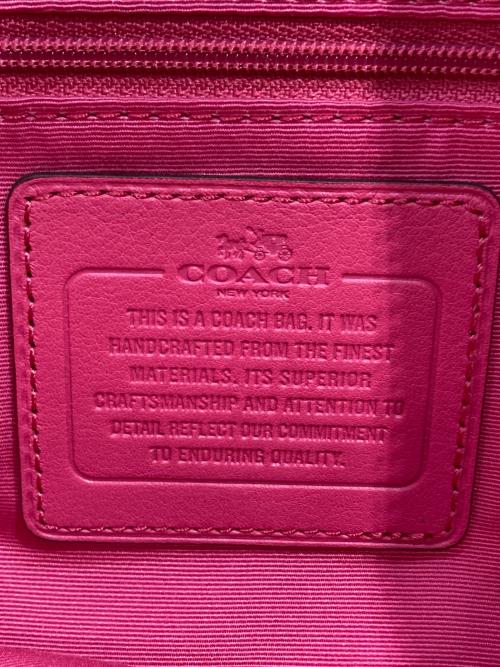 COACH
NEW YORK
THIS IS A COACH BAG. IT WAS
HANDCRAFTED FROM THE FINEST
MATERIALS. ITS SUPERIOR
CRAFTSMANSHIP AND ATTENTION TO
DETAIL REFLECT OUR COMMITMENT
TO ENDURING QUALITY.